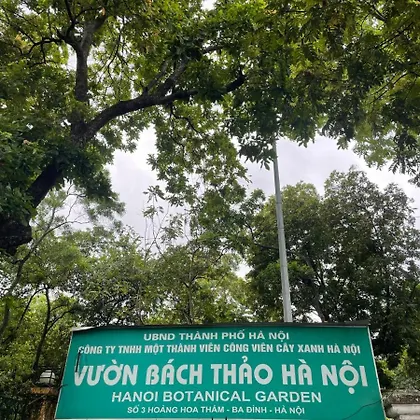 UBND THÀNH PHỐ HÀ NỘI
CÔNG TY TNHH MỘT THÀNH VIÊN CÔNG VIÊN CÂY XANH HÀ NỘI
VƯỜN BÁCH THẢO HÀ NỘI
HANOI BOTANICAL GARDEN
SỐ 3 HOÀNG HOA THÁM - BA ĐÌNH - HÀ NỘI